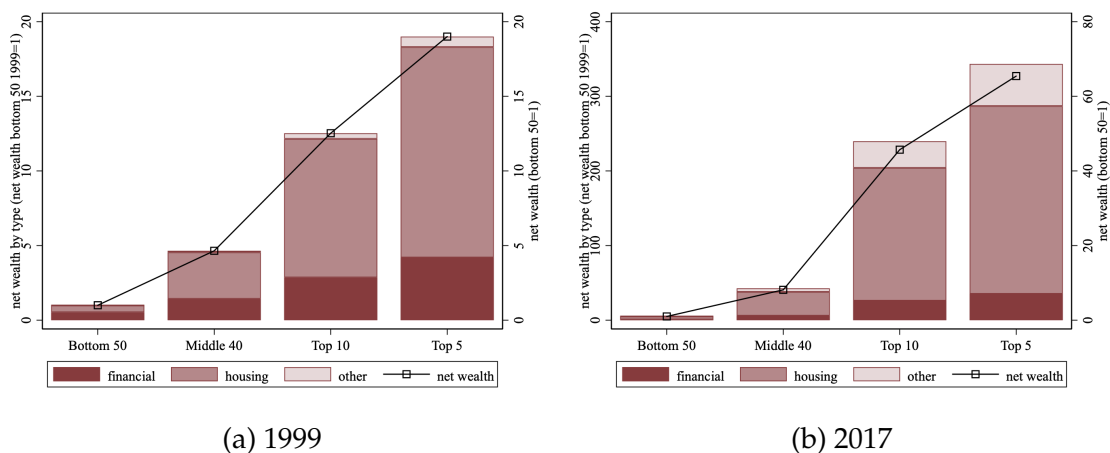 net wealth by type (net wealth bottom 50 1999=1)
20
15
10
5
0
20
15
10
5
0
net wealth (bottom 50=1)
Bottom 50 Middle 40 Top 10 Top 5
financial housing other net wealth
(a) 1999
net wealth by type (net wealth bottom 50 1999=1)
400
300
200
100
0
80
60
40
20
0
net wealth (bottom 50=1)
Bottom 50 Middle 40 Top 10 Top 5
financial housing other net wealth
(b) 2017